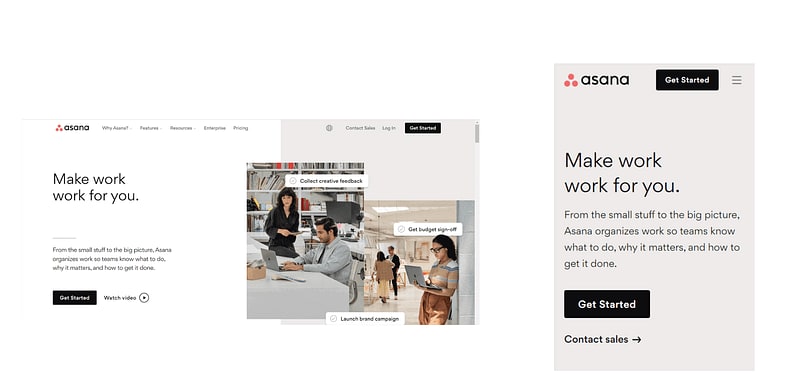 asana
Why Asana?
Features
Resources
Enterprise
Pricing
Contact Sales
Log In
Get Started
Make work
work for you.
From the small stuff to the big picture, Asana
organizes work so teams know what to do,
why it matters, and how to get it done.
Get Started
Watch video
Collect creative feedback
Get budget sign-off
Launch brand campaign
asana
Get Started
Make work
work for you.
From the small stuff to the big picture,
Asana organizes work so teams know
what to do, why it matters, and how to
get it done.
Get Started
Contact sales →